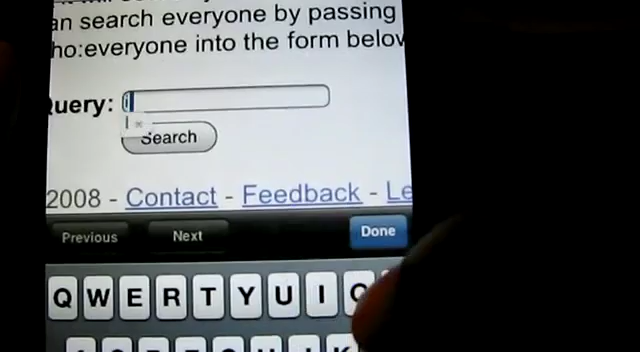 an search everyone by passing
ho:everyone into the form belov
uery:
Search
2008 - Contact - Feedback - Le
Previous Next Done
Q W E R T Y U I O